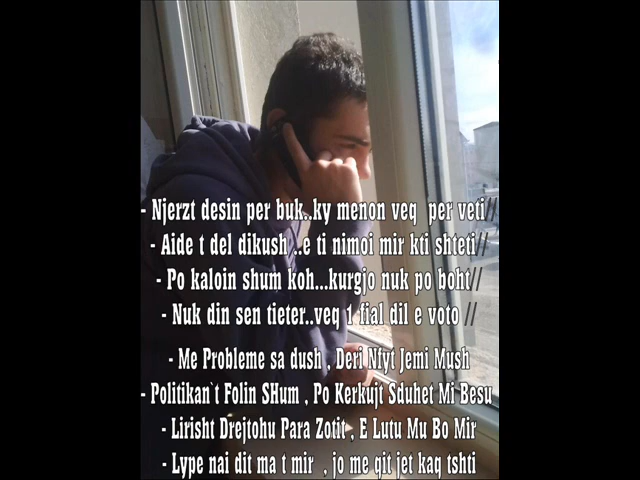 - Njerzt desin per buk..ky menon veq per veti//
- Aide t del dikush ..e ti nimoi mir kti shteti//
- Po kaloin shum koh...kurgjo nuk po boht//
- Nuk din sen tieter..veq 1 fial dil e voto //
- Me Probleme sa dush , Deri Nfyt Jemi Mush
- Politikan`t Folin SHum , Po Kerkujt Sduhet Mi Besu
- Lirisht Drejtohu Para Zotit , E Lutu Mu Bo Mir
- Lype nai dit ma t mir , jo me qit jet kaq tshti